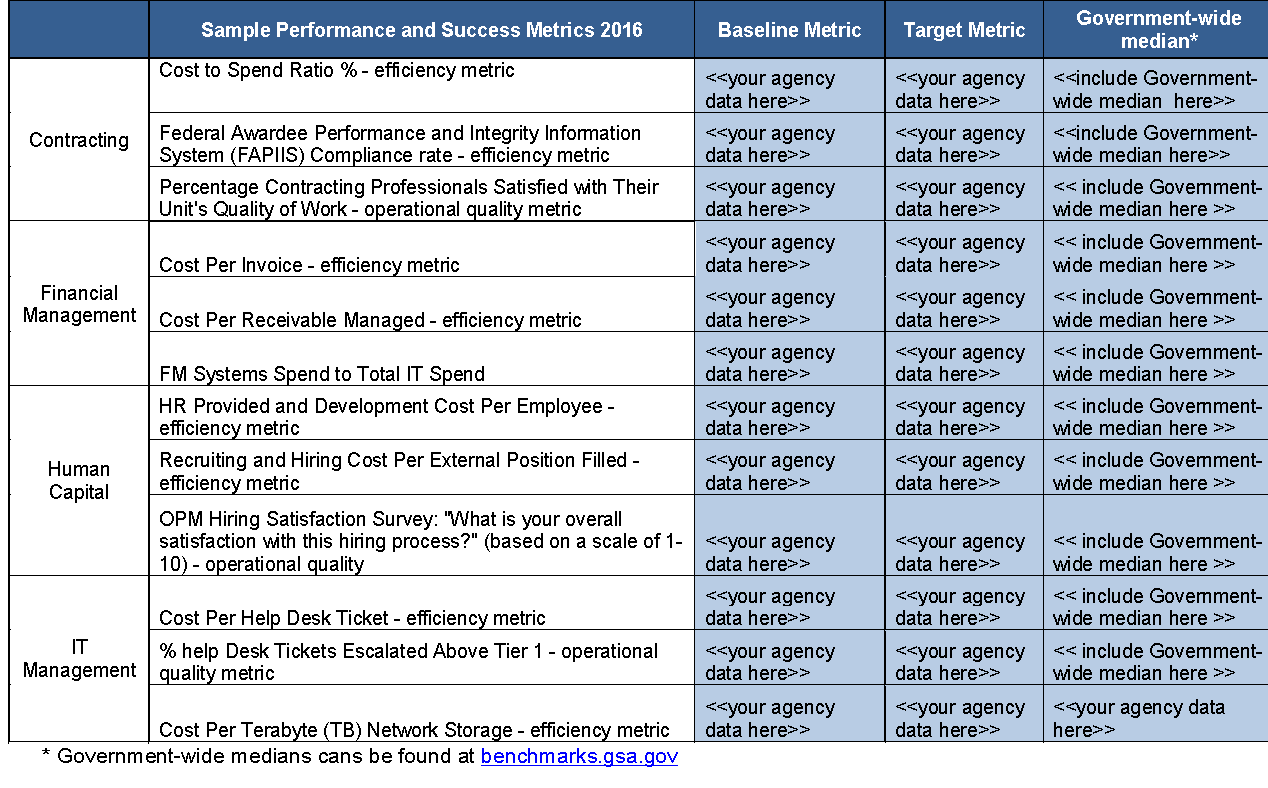 Sample Performance and Success Metrics 2016
Baseline Metric
Target Metric
Government-wide
median*
Contracting
Cost to Spend Ratio % - efficiency metric
<<your agency
data here>>
<<your agency
data here>>
<<include Government-
wide median  here>>
Federal Awardee Performance and Integrity Information
System (FAPIIS) Compliance rate - efficiency metric
<<your agency
data here>>
<<your agency
data here>>
<<include Government-
wide median here>>
Percentage Contracting Professionals Satisfied with Their
Unit's Quality of Work - operational quality metric
<<your agency
data here>>
<<your agency
data here>>
<< include Government-
wide median here >>
Financial
Management
Cost Per Invoice - efficiency metric
<<your agency
data here>>
<<your agency
data here>>
<< include Government-
wide median here >>
Cost Per Receivable Managed - efficiency metric
<<your agency
data here>>
<<your agency
data here>>
<< include Government-
wide median here >>
FM Systems Spend to Total IT Spend
<<your agency
data here>>
<<your agency
data here>>
<< include Government-
wide median here >>
Human
Capital
HR Provided and Development Cost Per Employee -
efficiency metric
<<your agency
data here>>
<<your agency
data here>>
<< include Government-
wide median here >>
Recruiting and Hiring Cost Per External Position Filled -
efficiency metric
<<your agency
data here>>
<<your agency
data here>>
<< include Government-
wide median here >>
OPM Hiring Satisfaction Survey: "What is your overall
satisfaction with this hiring process?" (based on a scale of 1-
10) - operational quality
<<your agency
data here>>
<<your agency
data here>>
<< include Government-
wide median here >>
IT
Management
Cost Per Help Desk Ticket - efficiency metric
<<your agency
data here>>
<<your agency
data here>>
<< include Government-
wide median here >>
% help Desk Tickets Escalated Above Tier 1 - operational
quality metric
<<your agency
data here>>
<<your agency
data here>>
<< include Government-
wide median here >>
Cost Per Terabyte (TB) Network Storage - efficiency metric
<<your agency
data here>>
<<your agency
data here>>
<<your agency data
here>>
* Government-wide medians cans be found at benchmarks.gsa.gov